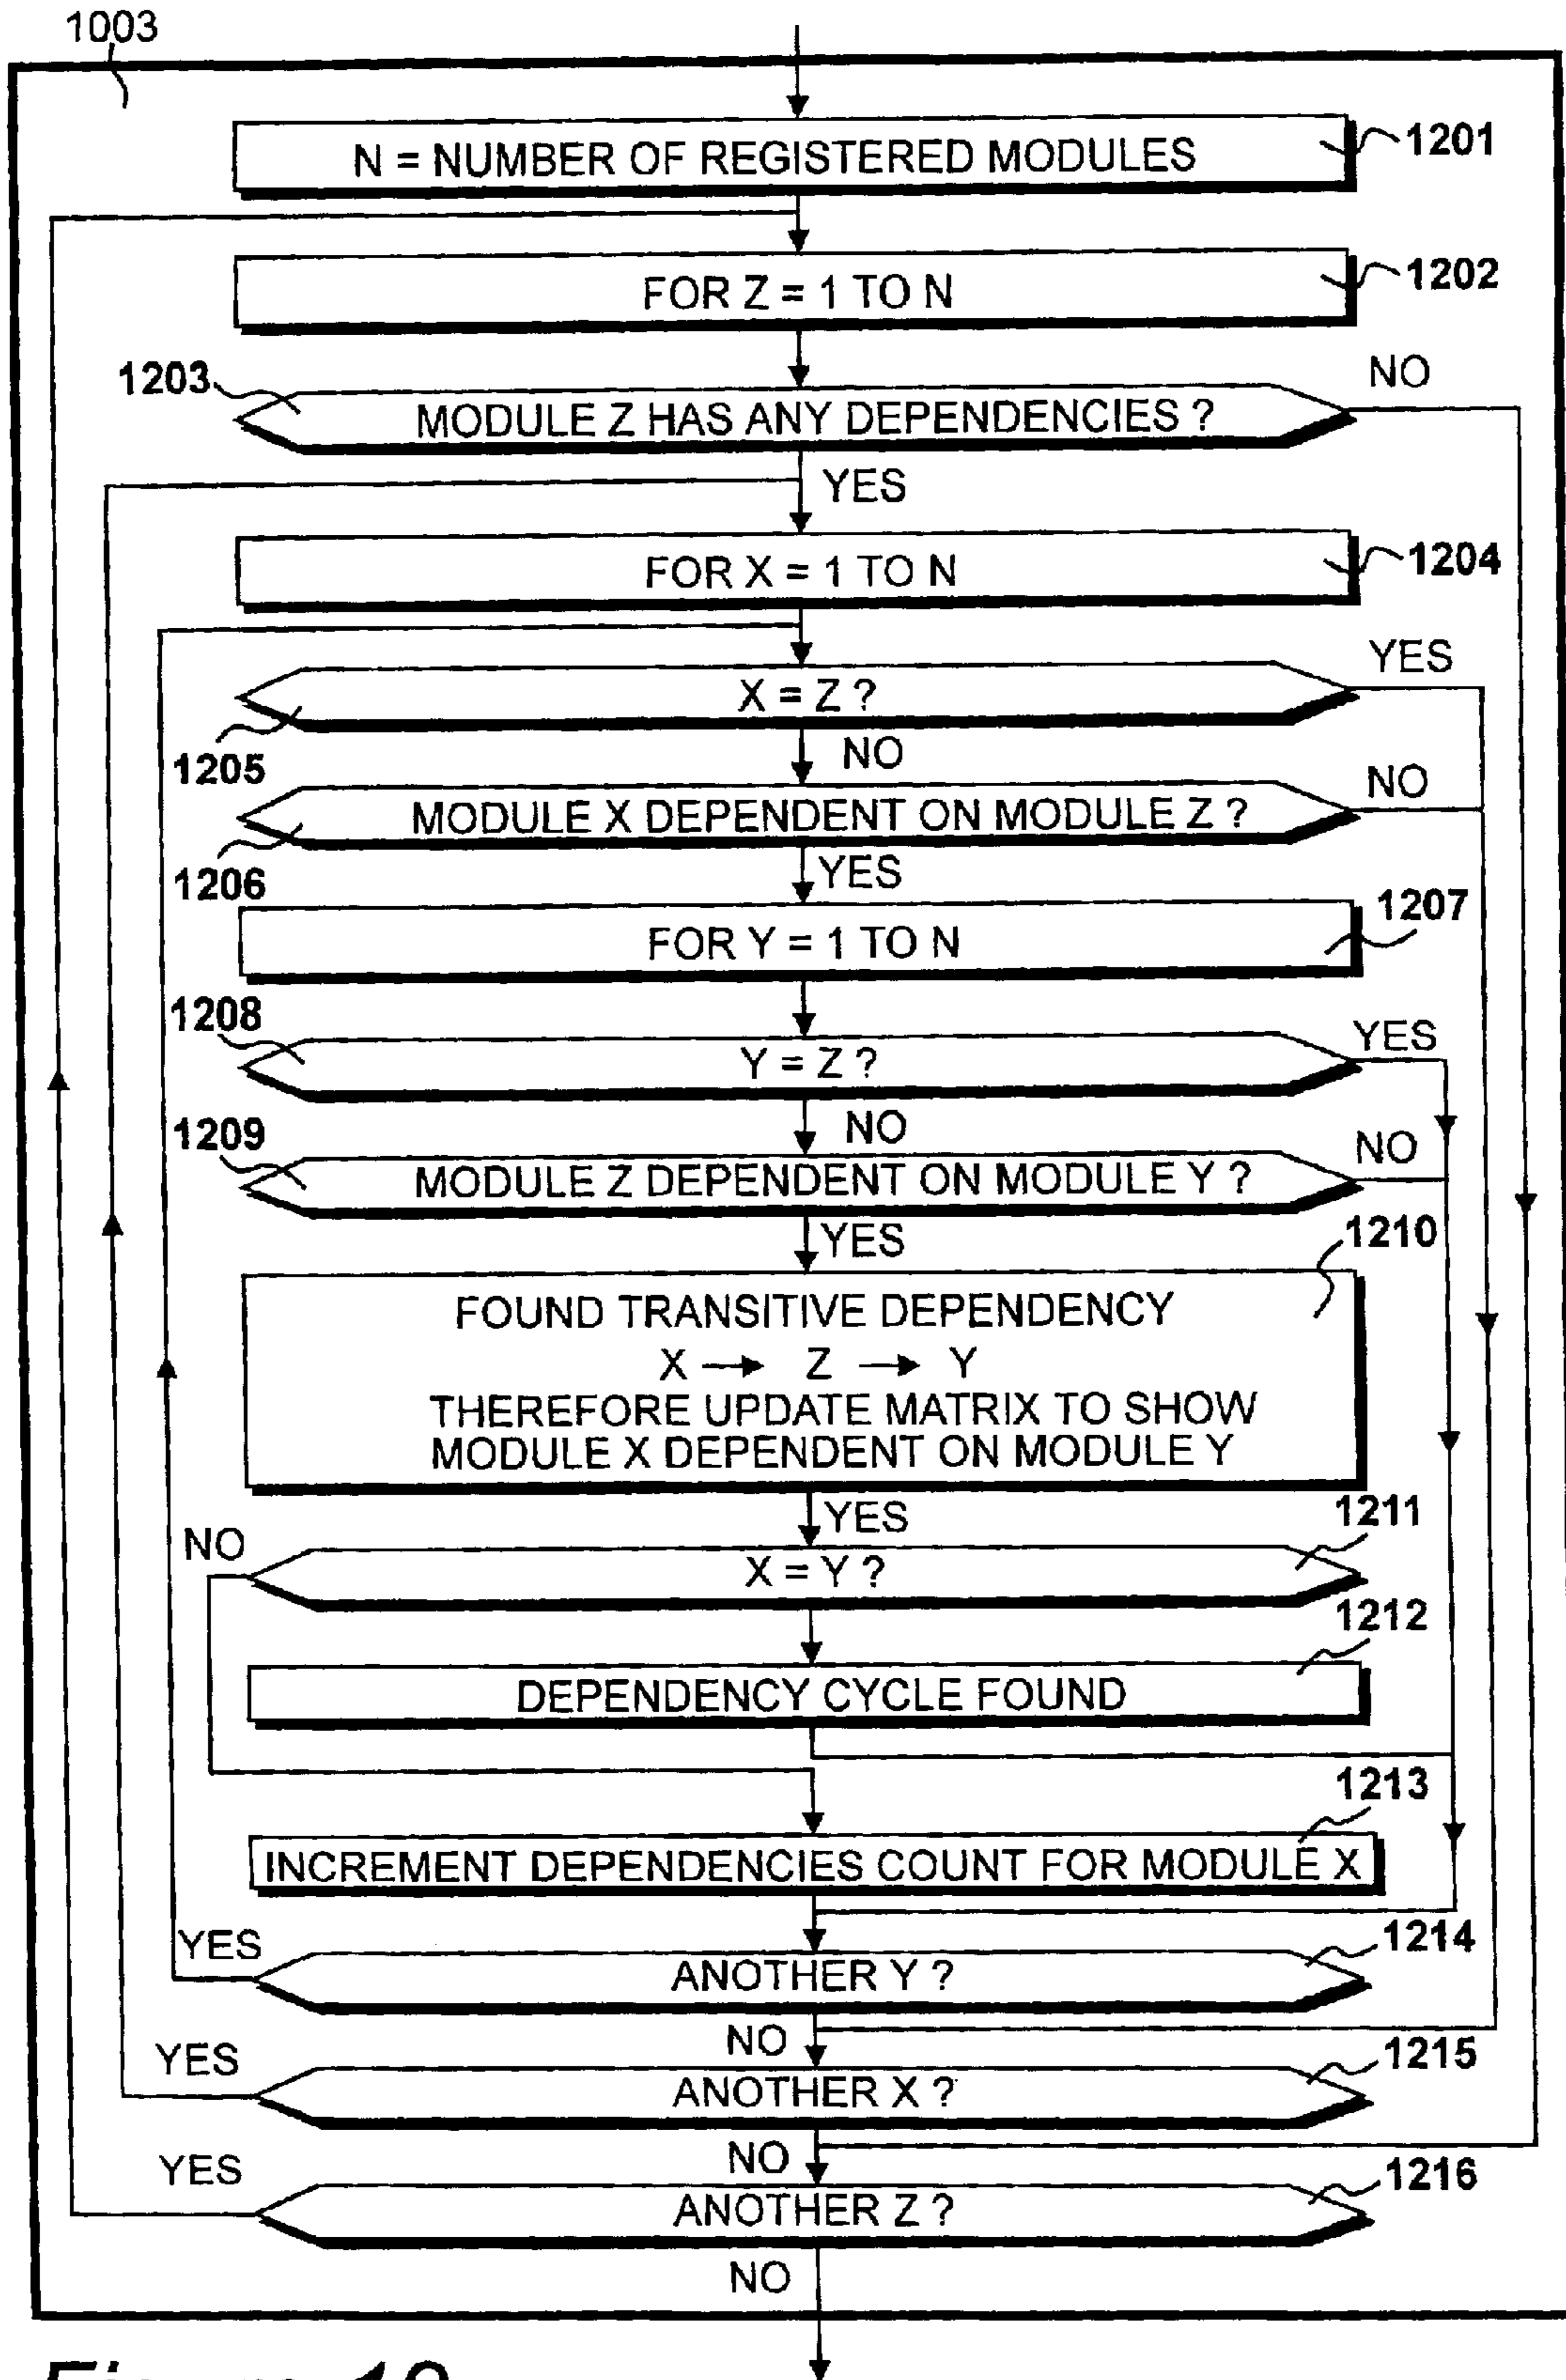 1003
N = NUMBER OF REGISTERED MODULES
1201
FOR Z = 1 TO N
1202
1203
MODULE Z HAS ANY DEPENDENCIES ?
NO
YES
FOR X = 1 TO N
1204
X = Z ?
YES
1205
NO
MODULE X DEPENDENT ON MODULE Z ?
NO
1206
YES
FOR Y = 1 TO N
1207
1208
Y = Z ?
YES
NO
1209
MODULE Z DEPENDENT ON MODULE Y ?
NO
YES
1210
FOUND TRANSITIVE DEPENDENCY
X → Z → Y
THEREFORE UPDATE MATRIX TO SHOW
MODULE X DEPENDENT ON MODULE Y
YES
1211
NO
X = Y ?
1212
DEPENDENCY CYCLE FOUND
1213
INCREMENT DEPENDENCIES COUNT FOR MODULE X
YES
1214
ANOTHER Y ?
NO
YES
1215
ANOTHER X ?
NO
YES
1216
ANOTHER Z ?
NO